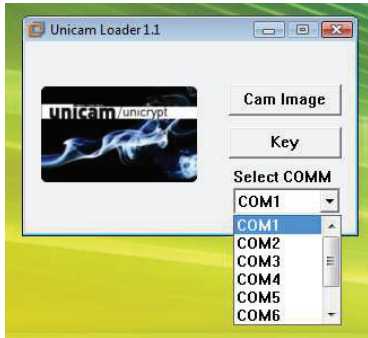 Unicam Loader 1.1
unicam/unicrypt
Cam Image
Key
Select COMM
COM1
COM1
COM2
COM3
COM4
COM5
COM6